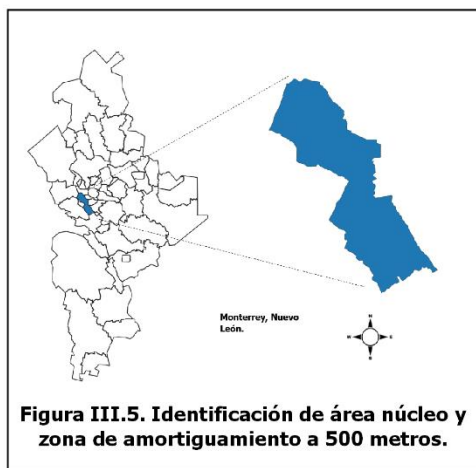 Monterrey, Nuevo
León.
N
W
E
S
Figura III.5. Identificación de área núcleo y
zona de amortiguamiento a 500 metros.